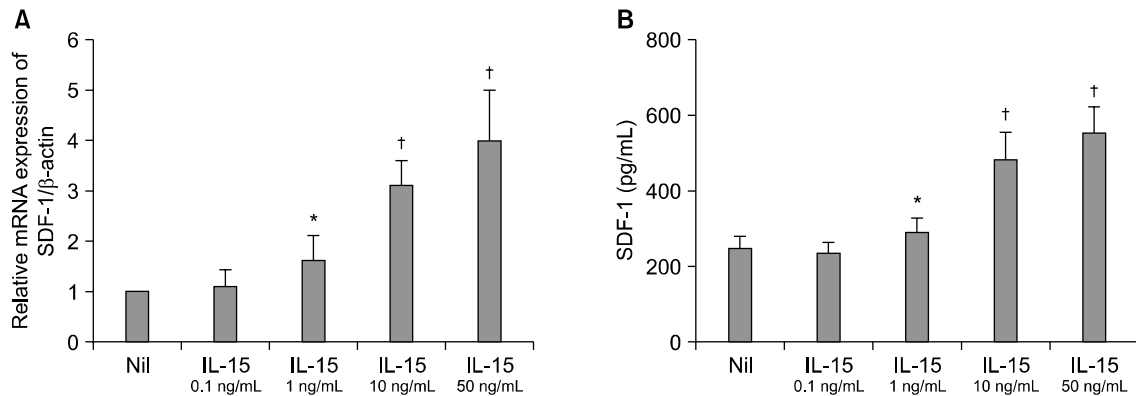 A
Relative mRNA expression of
SDF-1/β-actin
6
5
4
3
2
1
0
*
†
†
Nil
IL-15
0.1 ng/mL
IL-15
1 ng/mL
IL-15
10 ng/mL
IL-15
50 ng/mL
B
SDF-1 (pg/mL)
800
600
400
200
0
*
†
†
Nil
IL-15
0.1 ng/mL
IL-15
1 ng/mL
IL-15
10 ng/mL
IL-15
50 ng/mL